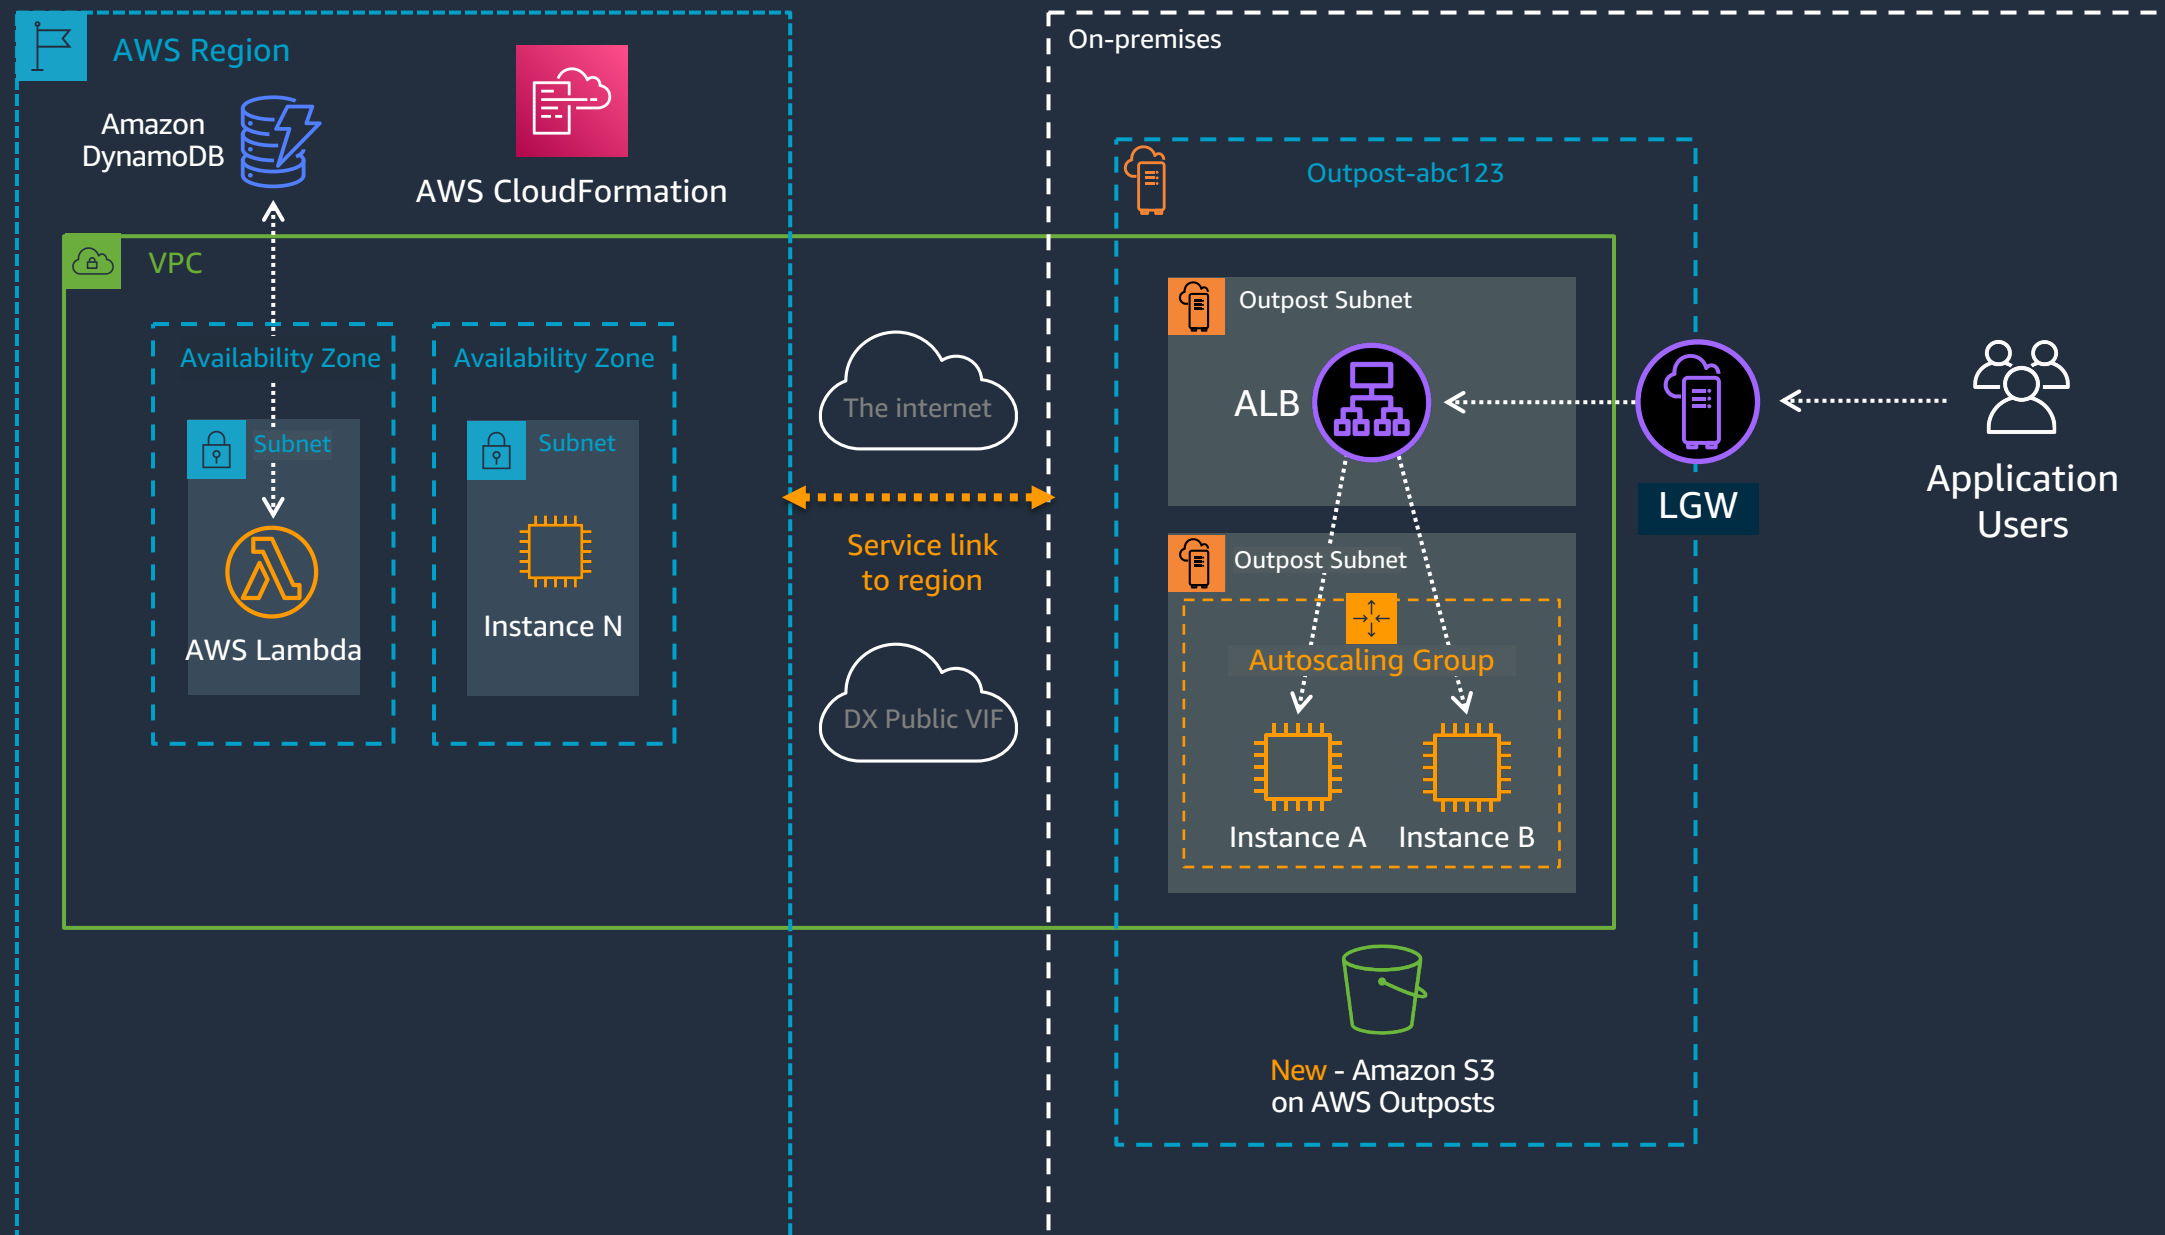 AWS Region
Amazon
DynamoDB
AWS CloudFormation
VPC
Availability Zone
Subnet
AWS Lambda
Availability Zone
Subnet
Instance N
The internet
Service link
to region
DX Public VIF
On-premises
Outpost-abc123
Outpost Subnet
ALB
Outpost Subnet
Autoscaling Group
Instance A
Instance B
New - Amazon S3
on AWS Outposts
LGW
Application
Users